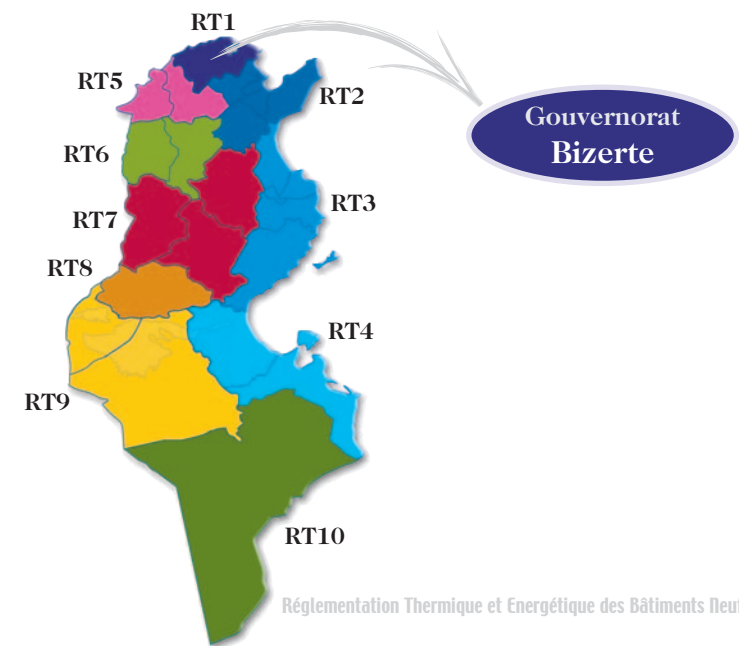 RT1
RT5
RT2
Gouvernorat
Bizerte
RT6
RT3
RT7
RT8
RT4
RT9
RT10
Réglementation Thermique et Energétique des Bâtiments